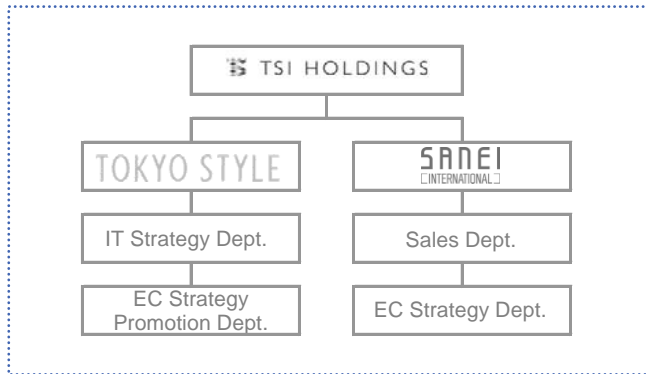 TSI HOLDINGS
TOKYO STYLE
SANEI
INTERNATIONAL
IT Strategy Dept.
Sales Dept.
EC Strategy
Promotion Dept.
EC Strategy Dept.